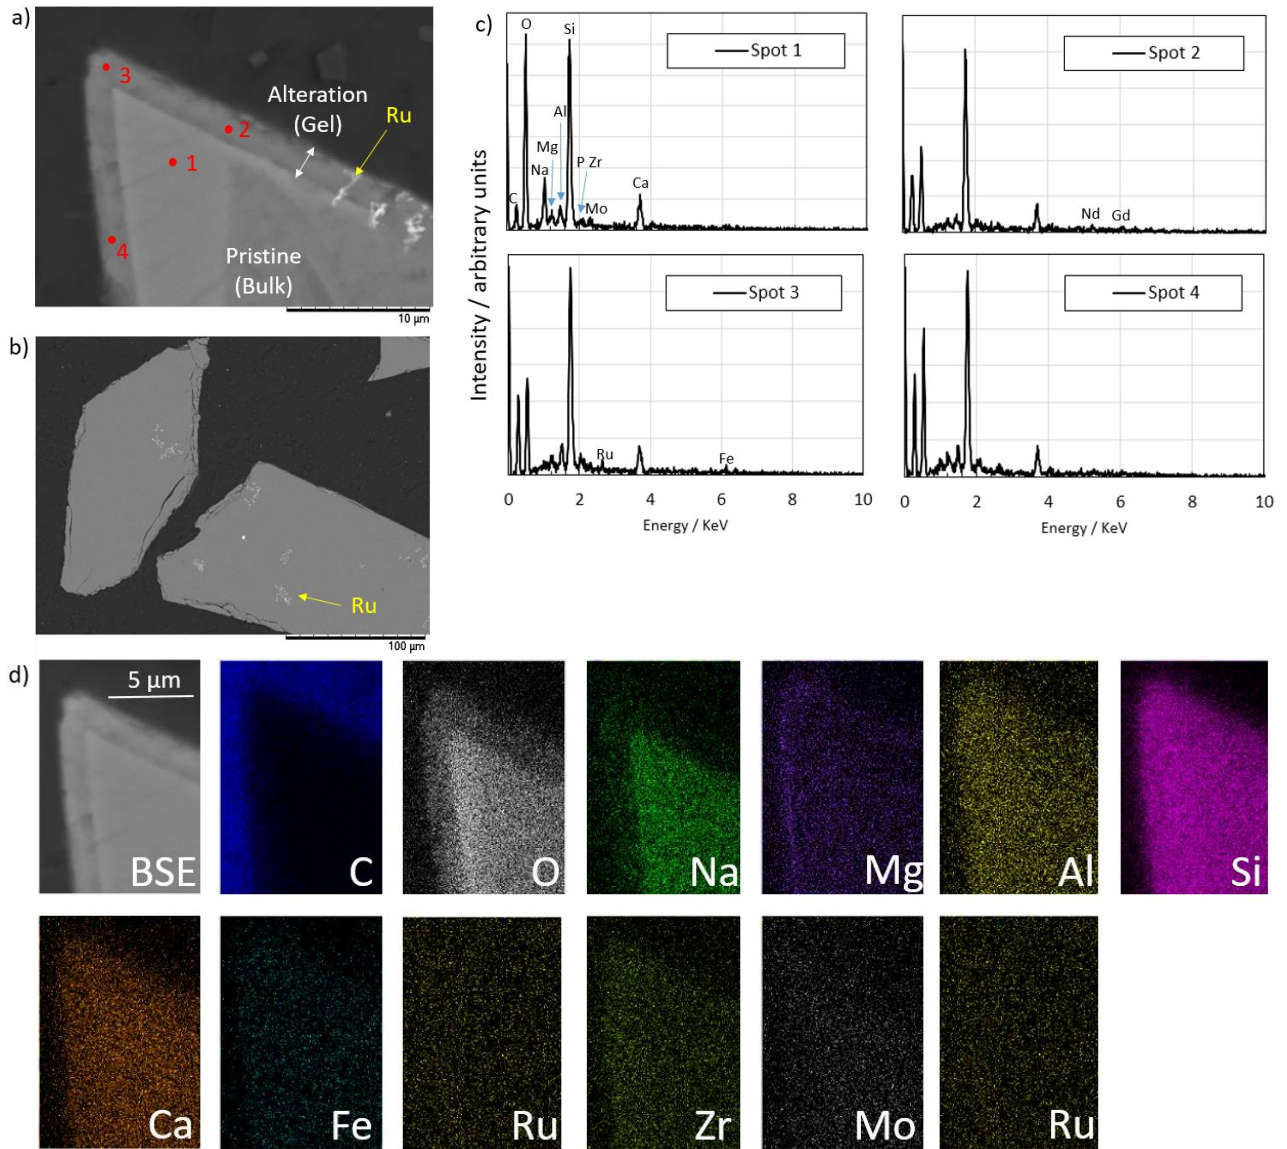 a)
3
Alteration
(Gel)
Ru
2
1
4
Pristine
(Bulk)
10 µm
b)
Ru
100 µm
c)
Intensity / arbitrary units
O
Si
Spot 1
Al
Mg
Na
P Zr
Ca
C
Mo
Spot 2
Nd
Gd
Spot 3
Ru
Fe
0 2 4 6 8 10
Energy / KeV
Spot 4
0 2 4 6 8 10
Energy / KeV
d)
5 µm
BSE
C
O
Na
Mg
Al
Si
Ca
Fe
Ru
Zr
Mo
Ru